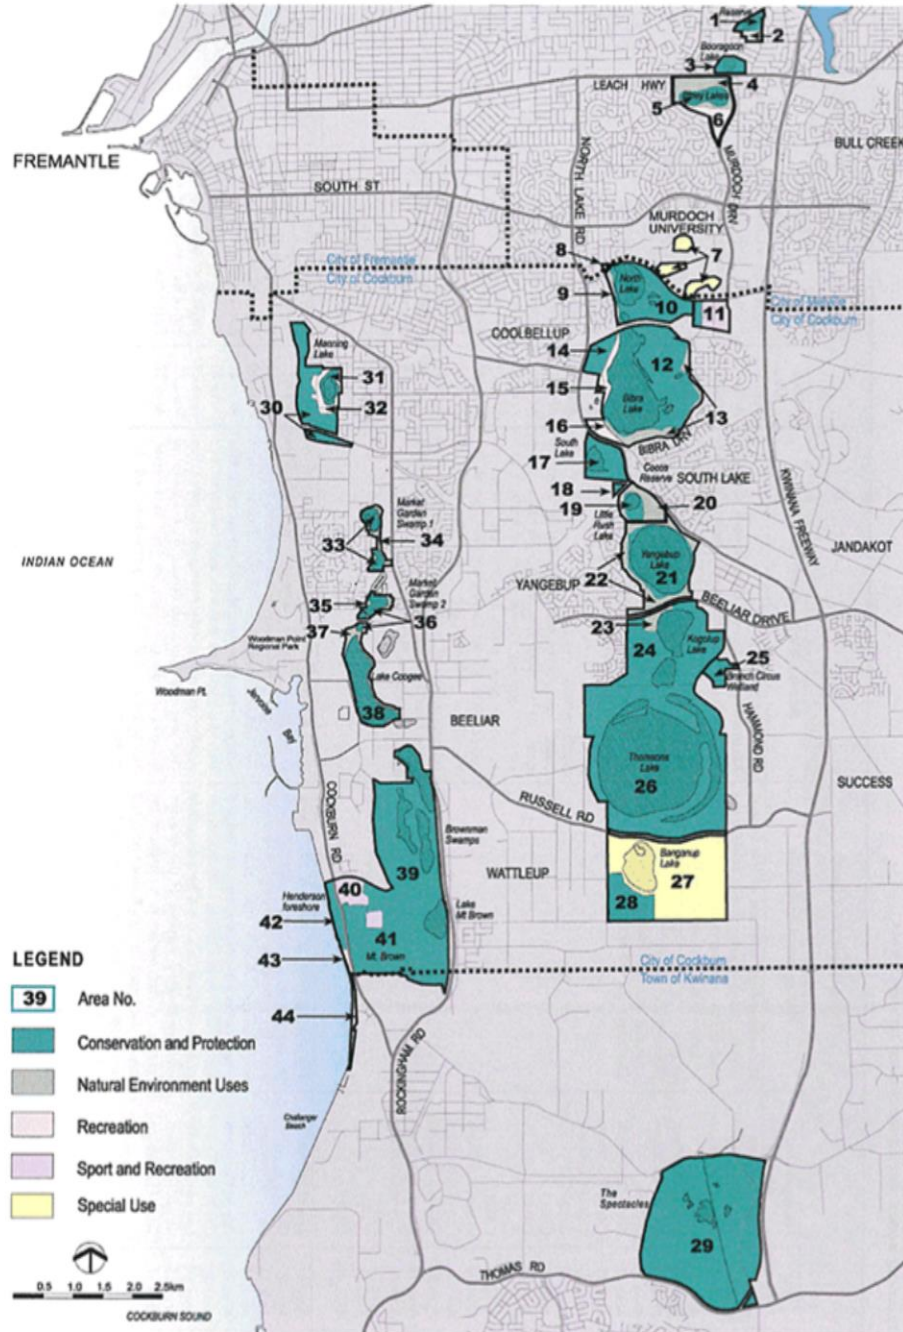 Reserve
1
2
Booragoon
Lake
3
LEACH HWY
4
5
6
BULL CREEK
FREMANTLE
NORTH LAKE RD
MURDOCH DRV
SOUTH ST
MURDOCH
UNIVERSITY
7
8
City of Fremantle
City of Cockburn
North
Lake
9
10
11
City of Melville
City of Cockburn
COOLBELLUP
Manning
Lake
14
12
31
15
Bibra
Lake
30
32
13
16
BIBRA DRV
South
Lake
17
Cocos
Reserve
SOUTH LAKE
KWINANA FREEWAY
18
19
20
Little
Rush
Lake
Market
Garden
Swamp 1
33
34
INDIAN OCEAN
JANDAKOT
Yangebup
Lake
21
22
YANGEBUP
BEELIAR DRIVE
Market
Garden
Swamp 2
35
36
37
23
Woodman Point
Regional Park
24
Kogolup
Lake
25
Branch Circus
Wetland
Lake Coogee
Woodman Pt.
Jervoise
Bay
38
BEELIAR
HAMMOND RD
Thomsons
Lake
26
SUCCESS
COCKBURN RD
RUSSELL RD
Brownman
Swamps
39
WATTLEUP
Banganup
Lake
27
28
40
Henderson
foreshore
42
Lake
Mt Brown
41
Mt. Brown
43
City of Cockburn
Town of Kwinana
44
ROCKINGHAM RD
Challenger
Beach
The
Spectacles
29
THOMAS RD
LEGEND
39 Area No.
Conservation and Protection
Natural Environment Uses
Recreation
Sport and Recreation
Special Use
0.5 1.0 1.5 2.0 2.5km
COCKBURN SOUND